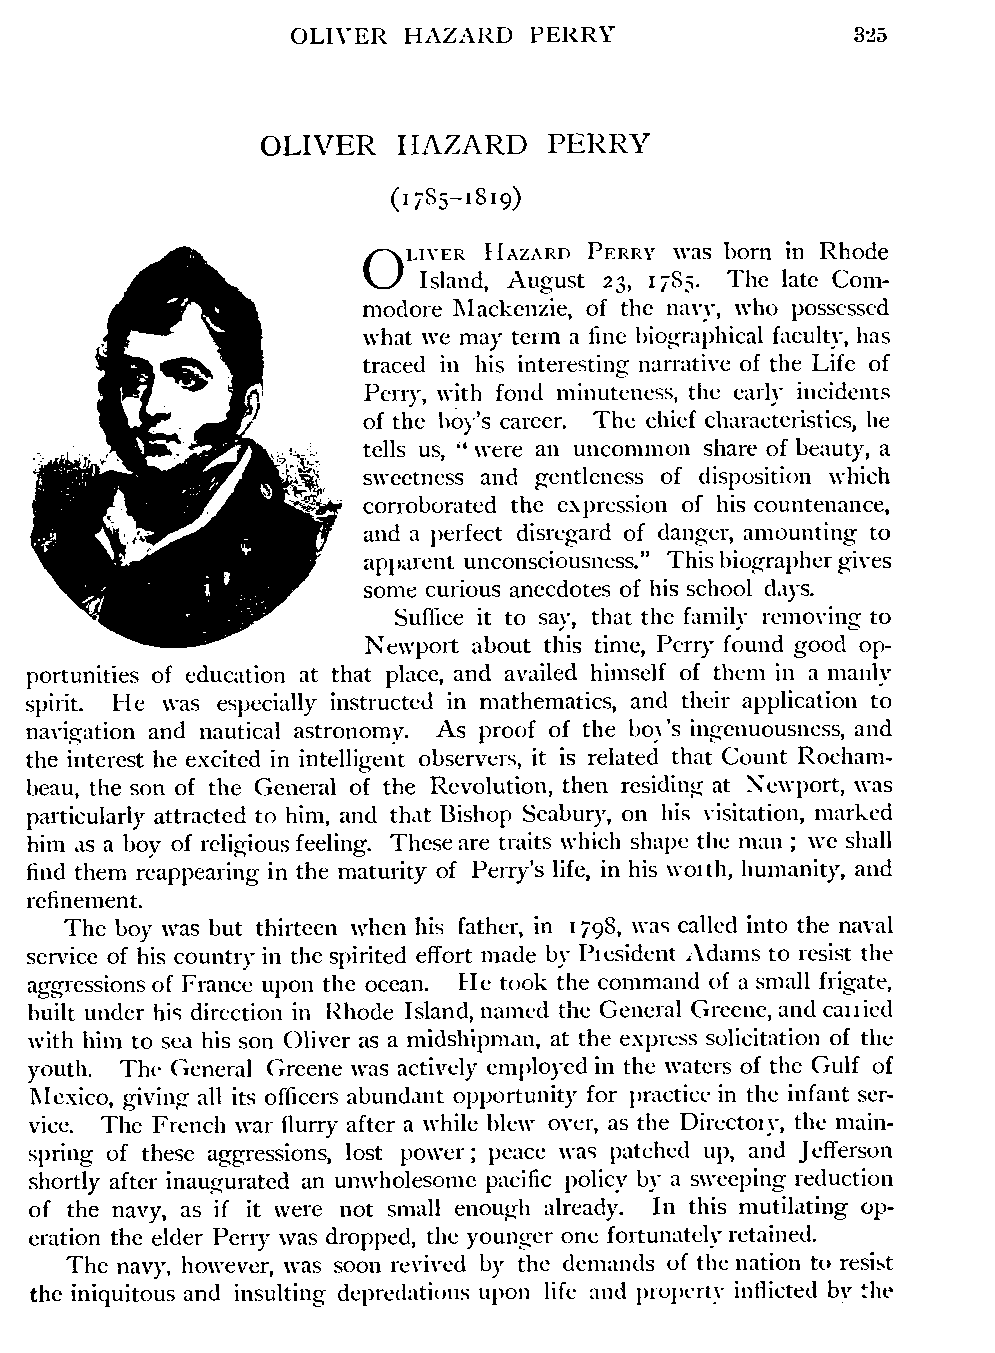 OLIVER HAZARD PERRY 325
OLIVER HAZARD PERRY
(1785–1819)
OLIVER HAZARD PERRY was born in Rhode
Island, August 23, 1785. The late Com-
modore Mackenzie, of the navy, who possessed
what we may term a fine biographical faculty, has
traced in his interesting narrative of the Life of
Perry, with fond minuteness, the early incidents
of the boy's career. The chief characteristics, he
tells us, "were an uncommon share of beauty, a
sweetness and gentleness of disposition which
corroborated the expression of his countenance,
and a perfect disregard of danger, amounting to
apparent unconsciousness." This biographer gives
some curious anecdotes of his school days.
Suffice it to say, that the family removing to
Newport about this time, Perry found good op-
portunities of education at that place, and availed himself of them in a manly
spirit. He was especially instructed in mathematics, and their application to
navigation and nautical astronomy. As proof of the boy's ingenuousness, and
the interest he excited in intelligent observers, it is related that Count Rocham-
beau, the son of the General of the Revolution, then residing at Newport, was
particularly attracted to him, and that Bishop Seabury, on his visitation, marked
him as a boy of religious feeling. These are traits which shape the man ; we shall
find them reappearing in the maturity of Perry's life, in his worth, humanity, and
refinement.
The boy was but thirteen when his father, in 1798, was called into the naval
service of his country in the spirited effort made by President Adams to resist the
aggressions of France upon the ocean. He took the command of a small frigate,
built under his direction in Rhode Island, named the General Greene, and carried
with him to sea his son Oliver as a midshipman, at the express solicitation of the
youth. The General Greene was actively employed in the waters of the Gulf of
Mexico, giving all its officers abundant opportunity for practice in the infant ser-
vice. The French war flurry after a while blew over, as the Directory, the main-
spring of these aggressions, lost power ; peace was patched up, and Jefferson
shortly after inaugurated an unwholesome pacific policy by a sweeping reduction
of the navy, as if it were not small enough already. In this mutilating op-
eration the elder Perry was dropped, the younger one fortunately retained.
The navy, however, was soon revived by the demands of the nation to resist
the iniquitous and insulting depredations upon life and property inflicted by the